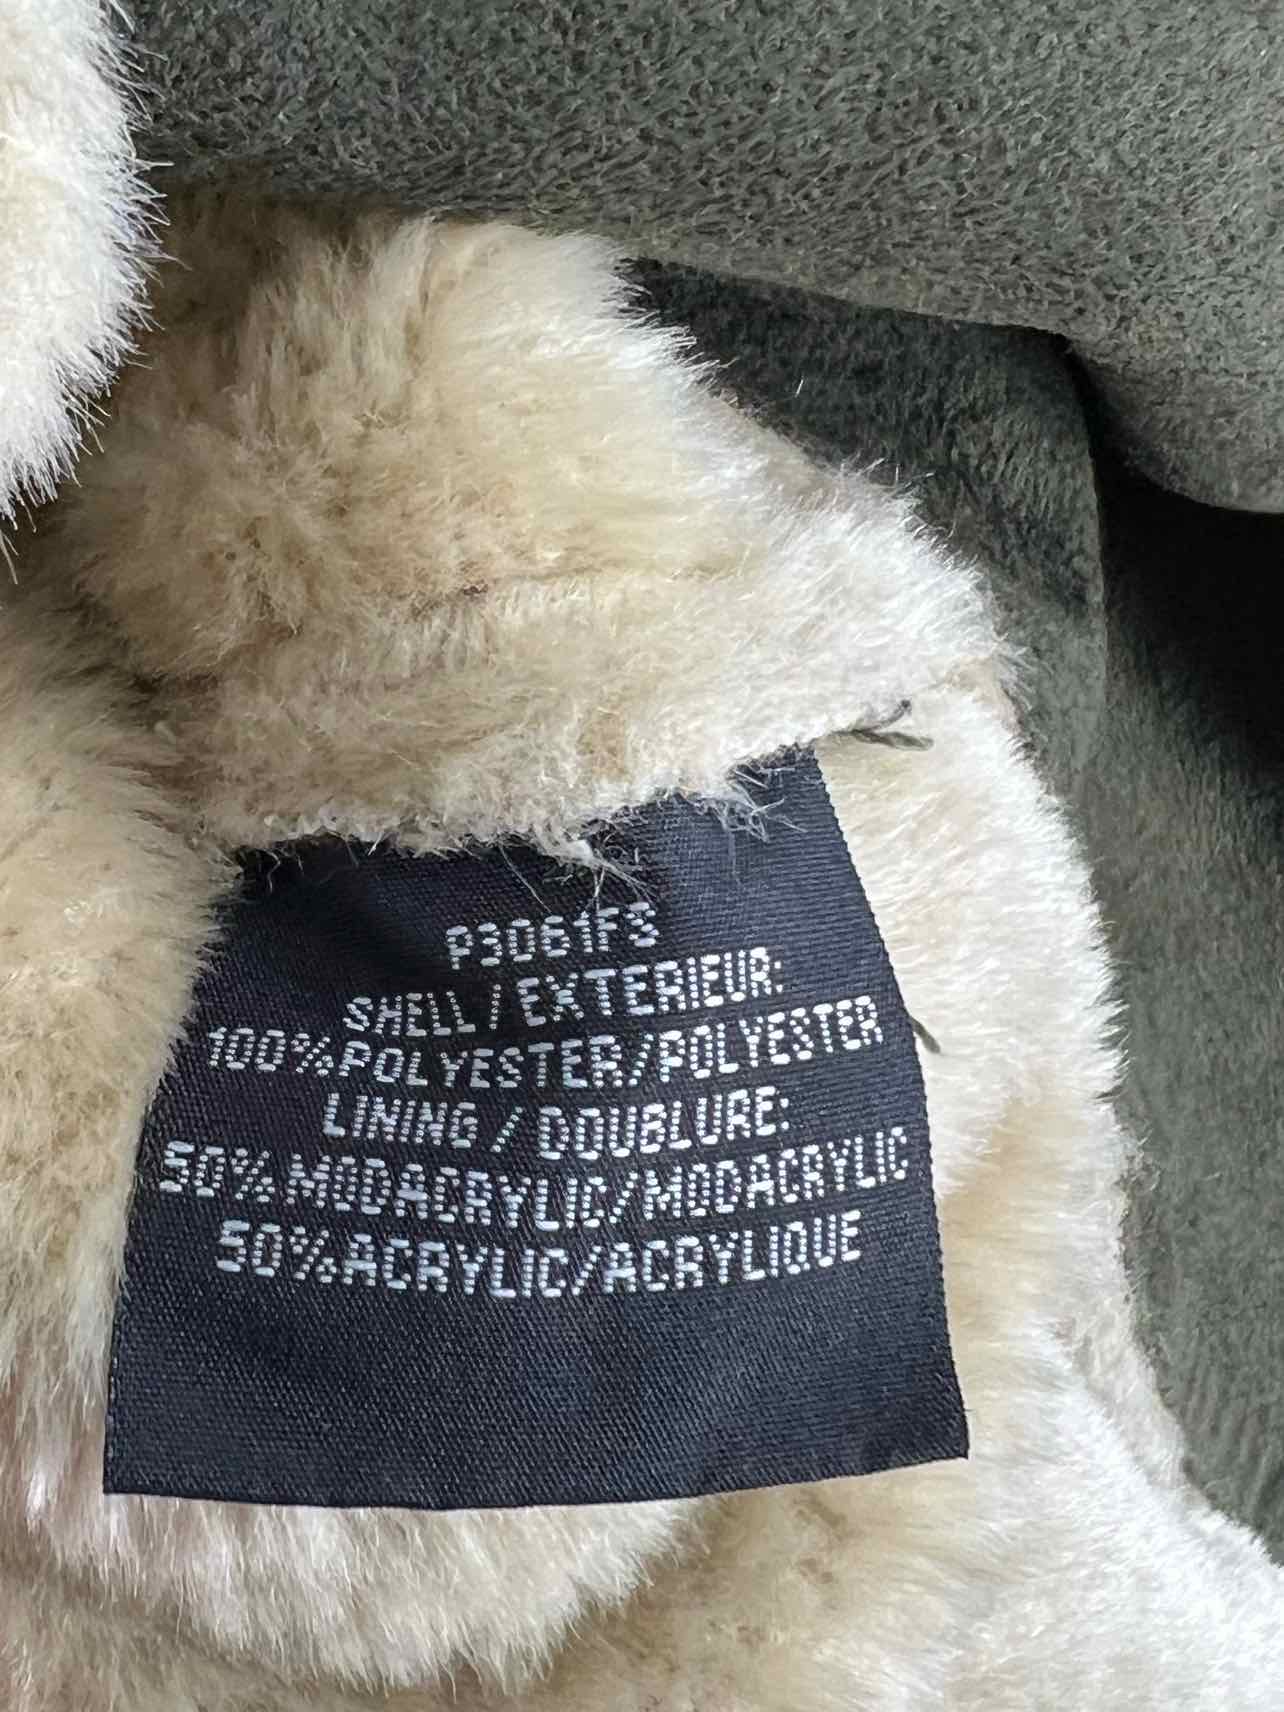 P3061FS
SHELL / EXTERIEUR:
100%POLYESTER/POLYESTER
LINING / DOUBLURE:
50%MODACRYLIC/MODACRYLIC
50%ACRYLIC/ACRYLIQUE